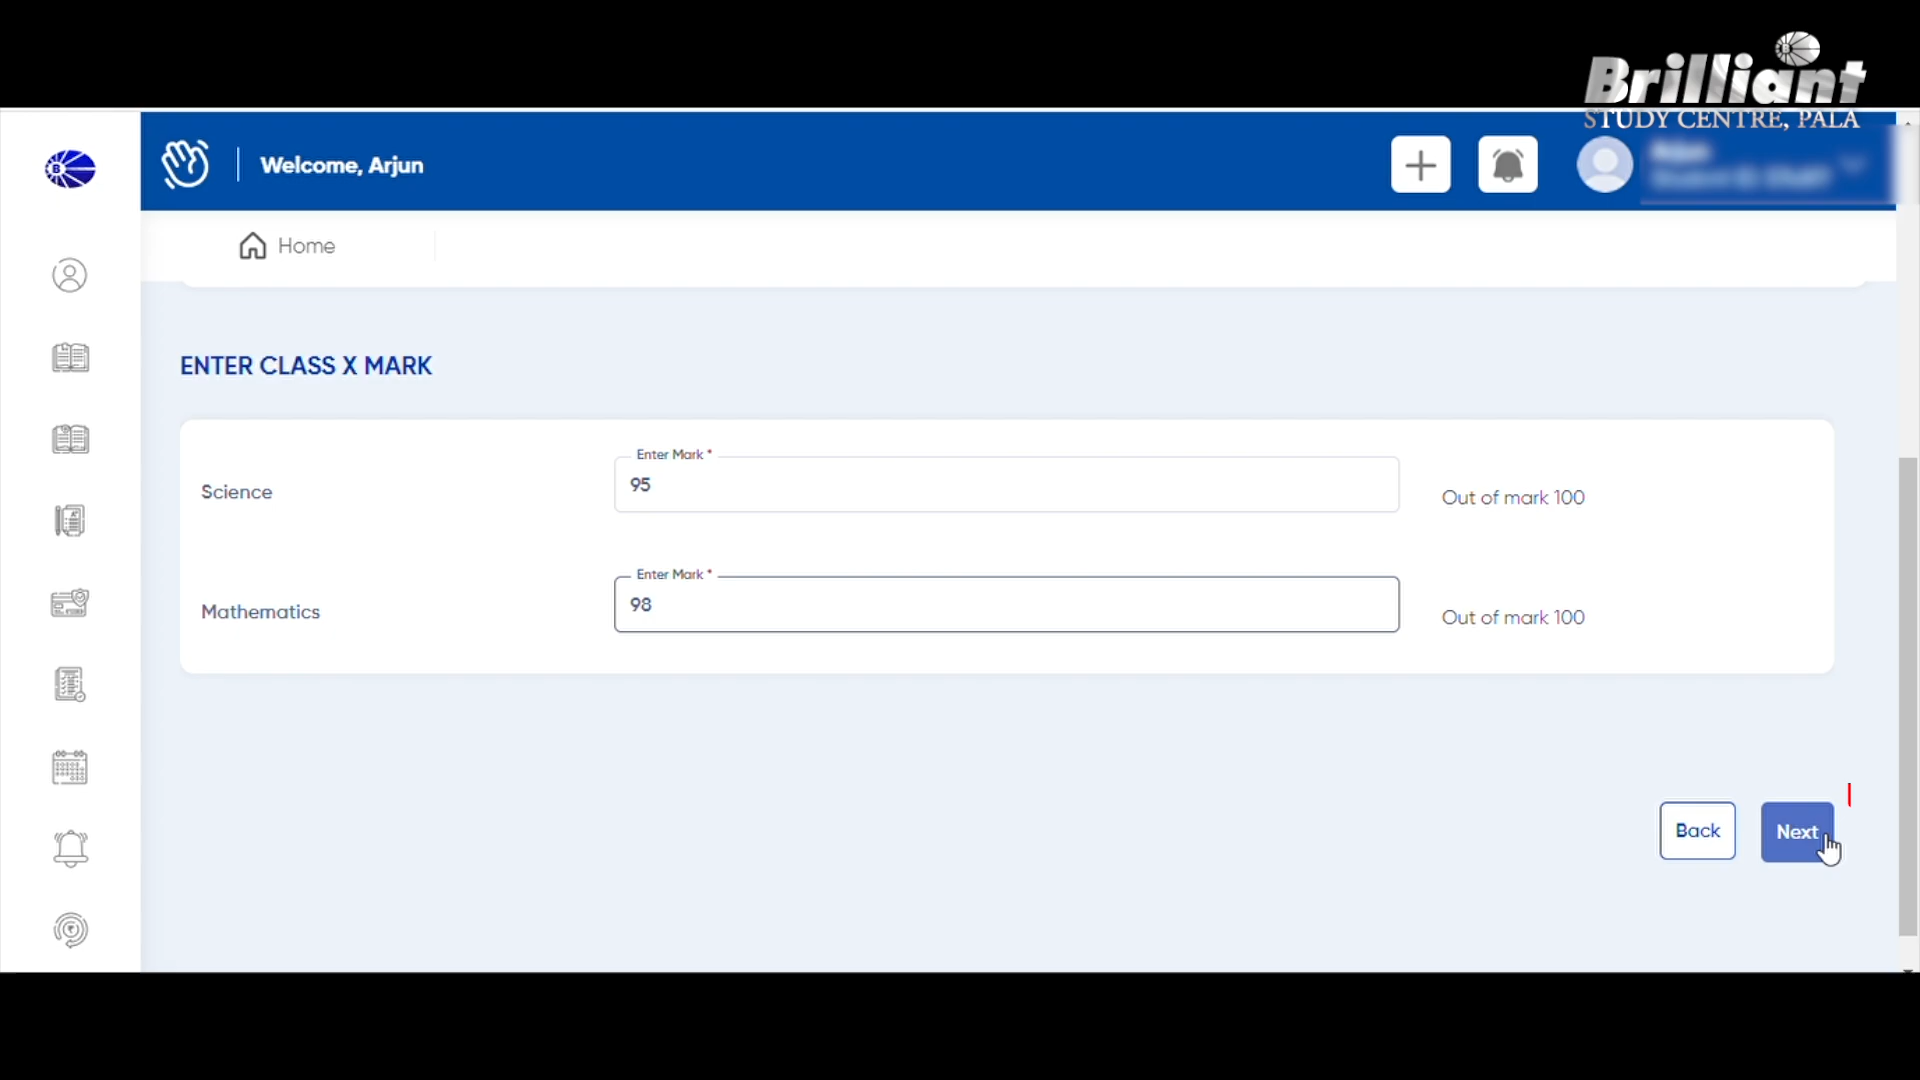 Brilliant
STUDY CENTRE, PALA
Welcome, Arjun
Home
ENTER CLASS X MARK
Enter Mark *
Science
95
Out of mark 100
Enter Mark *
Mathematics
98
Out of mark 100
Back
Next